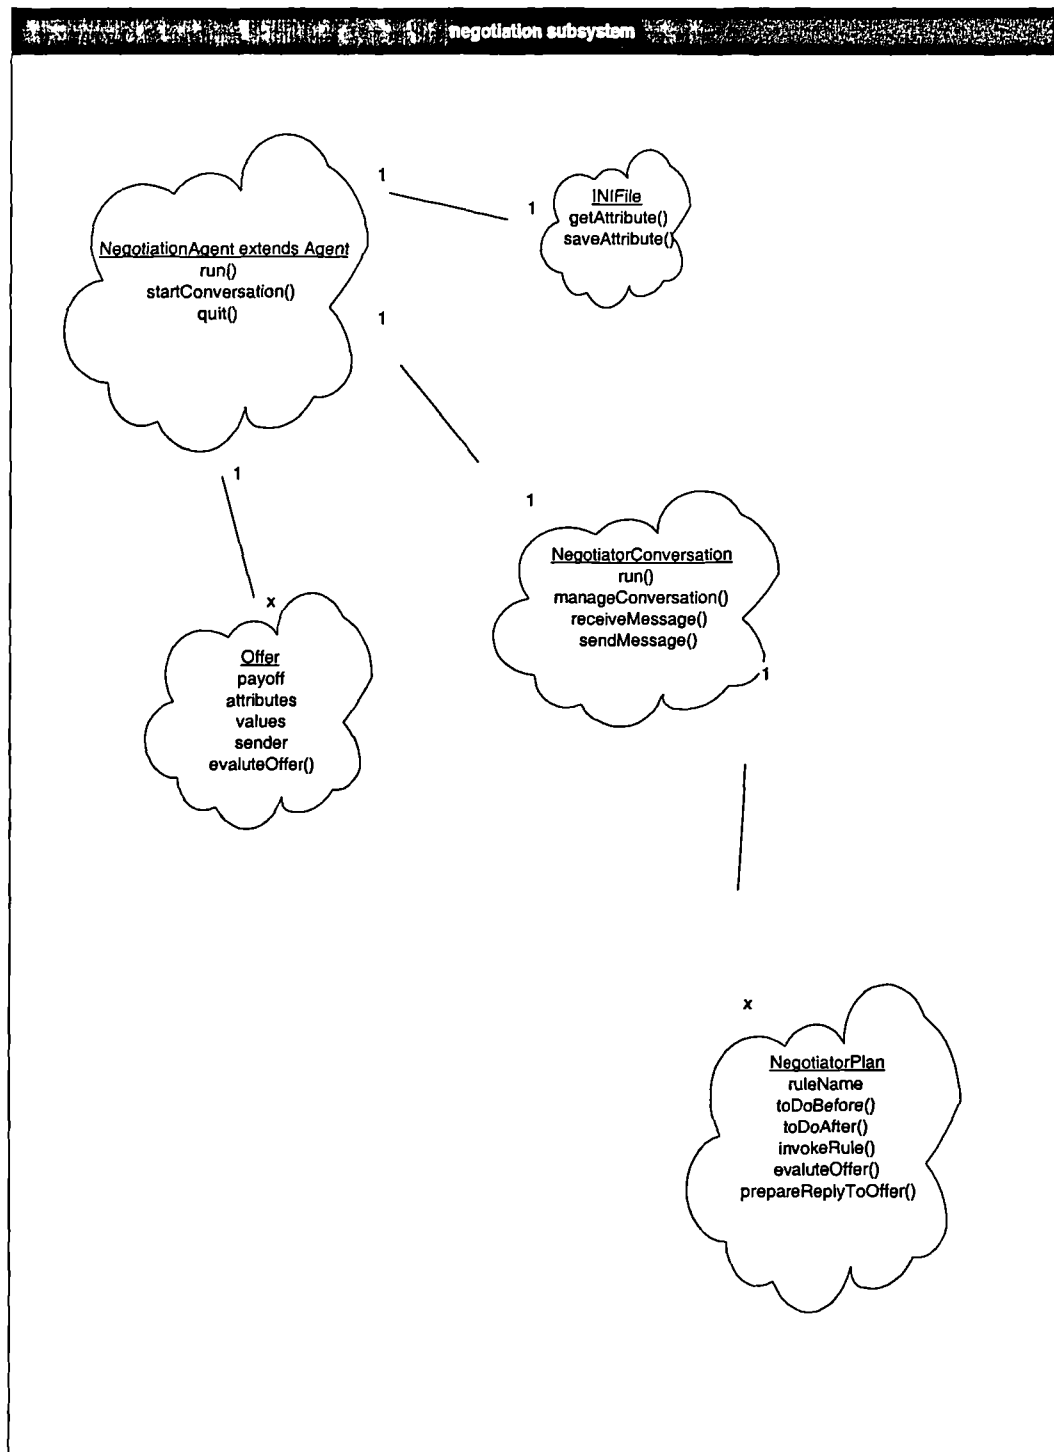 negotiation subsystem
1
1
INIFile
getAttribute()
saveAttribute()
NegotiationAgent extends Agent
run()
startConversation()
quit()
1
1
1
NegotiatorConversation
run()
manageConversation()
receiveMessage()
sendMessage()
1
x
Offer
payoff
attributes
values
sender
evaluteOffer()
x
NegotiatorPlan
ruleName
toDoBefore()
toDoAfter()
invokeRule()
evaluteOffer()
prepareReplyToOffer()